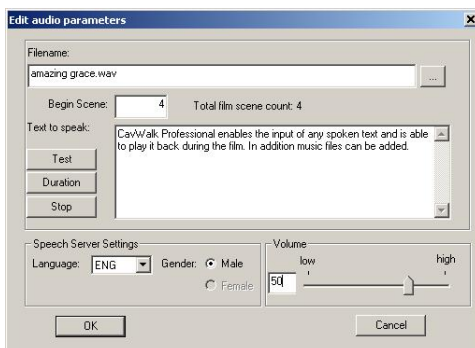 Edit audio parameters
Filename:
amazing grace.wav
...
Begin Scene: 4 Total film scene count: 4
Text to speak:
CavWalk Professional enables the input of any spoken text and is able
to play it back during the film. In addition music files can be added.
Test
Duration
Stop
Speech Server Settings
Language: ENG Gender: Male
Female
Volume
low high
50
OK
Cancel